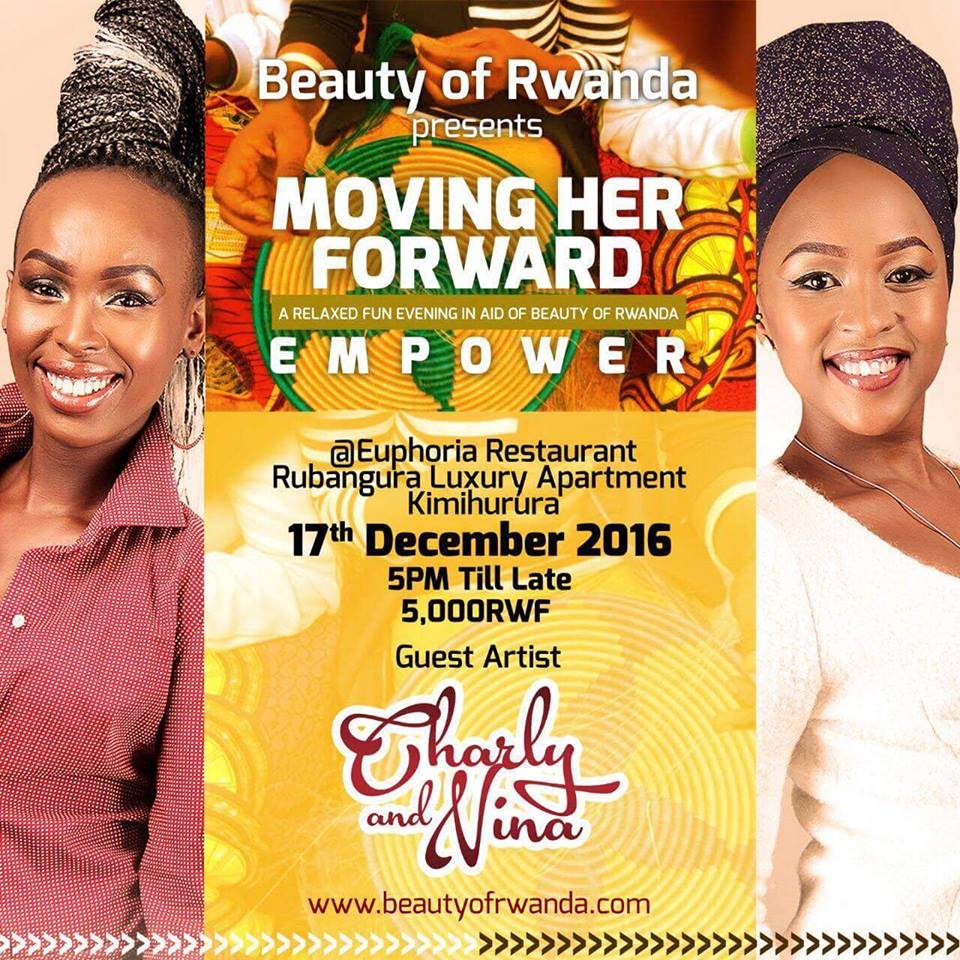 Beauty of Rwanda
presents
MOVING HER
FORWARD
A RELAXED FUN EVENING IN AID OF BEAUTY OF RWANDA
EMPOWER
@Euphoria Restaurant
Rubangura Luxury Apartment
Kimihurura
17th December 2016
5PM Till Late
5,000RWF
Guest Artist
Charly
and Nina
www.beautyofrwanda.com